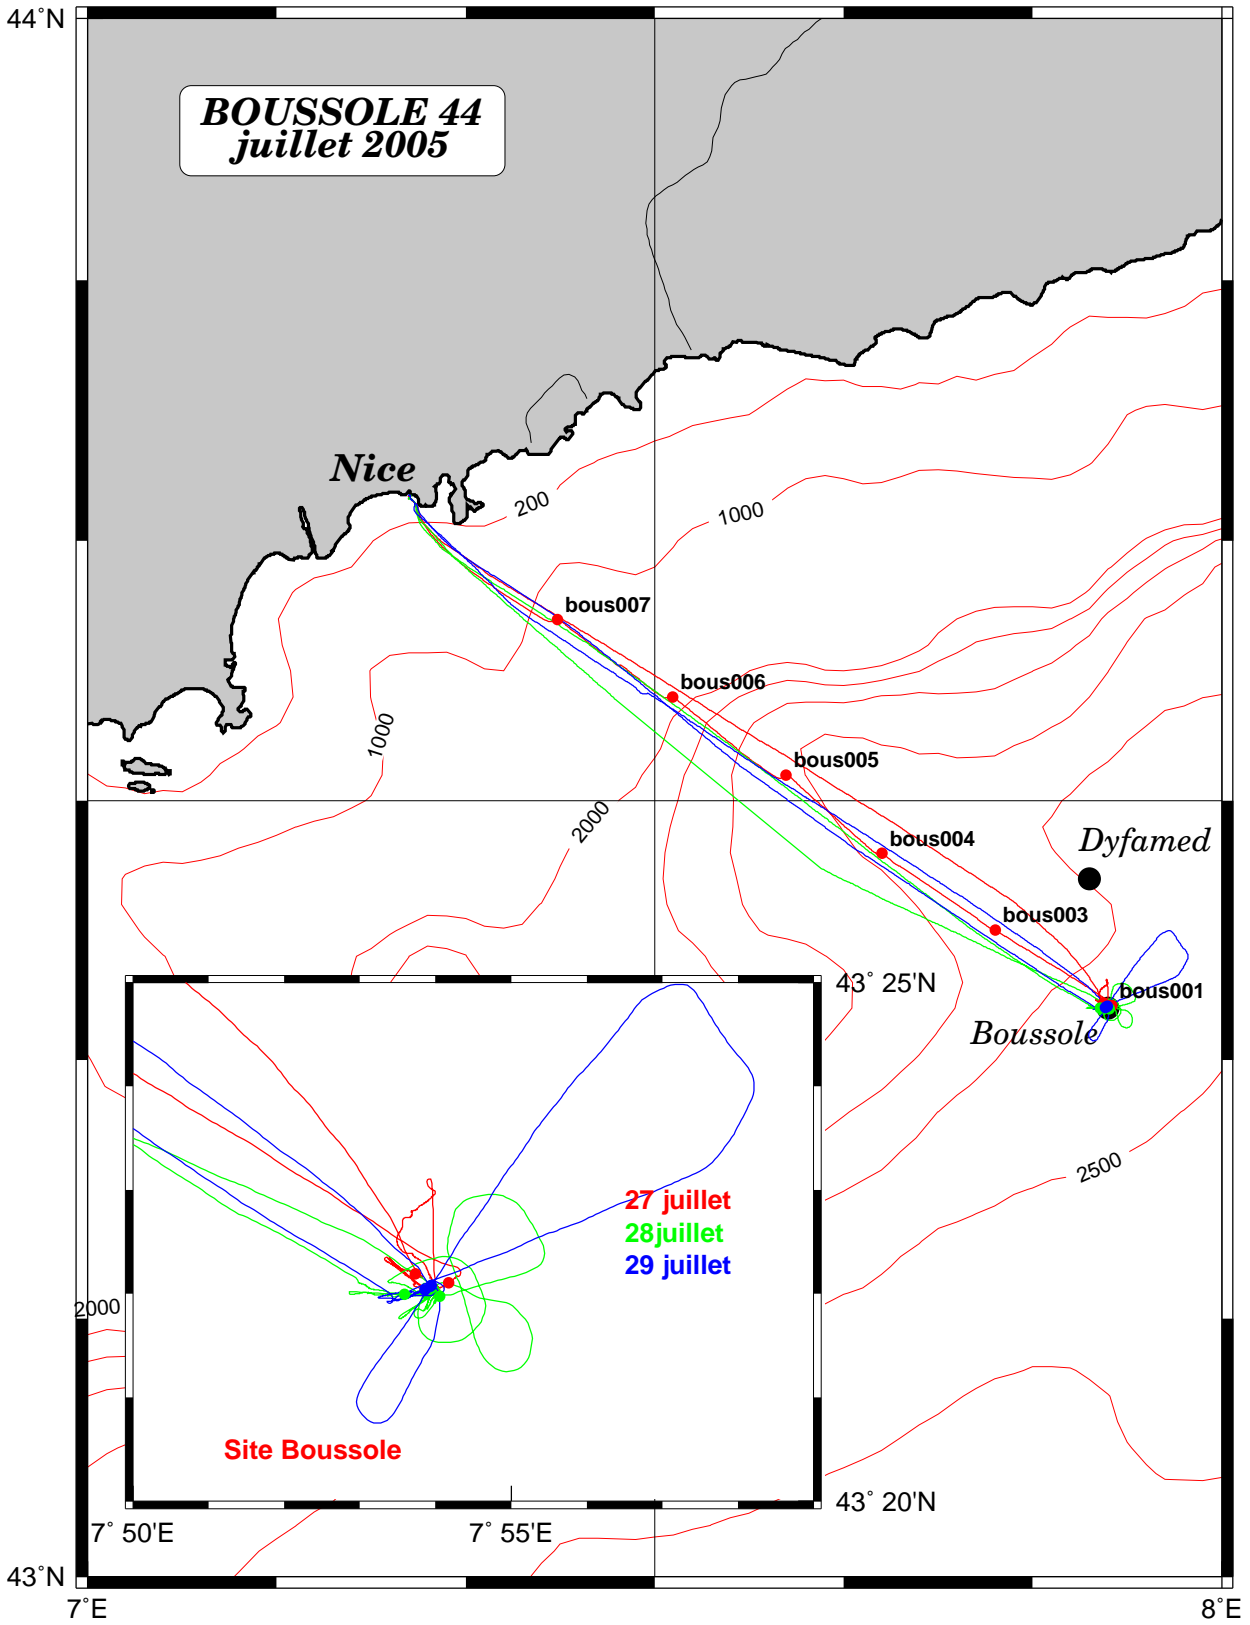 44°N
BOUSSOLE 44
juillet 2005
Nice
200
1000
bous007
bous006
1000
bous005
2000
bous004
Dyfamed
bous003
43° 25'N
bous001
Boussole
2500
27 juillet
28juillet
29 juillet
2000
Site Boussole
43° 20'N
7° 50'E
7° 55'E
43°N
7°E
8°E